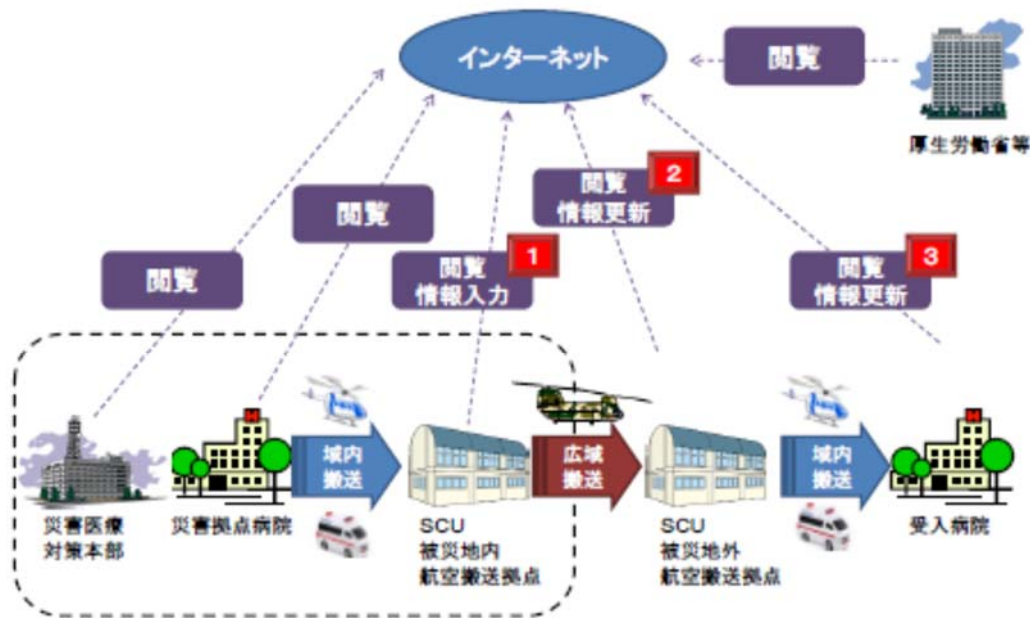 インターネット
閲覧
厚生労働省等
閲覧
情報更新
2
閲覧
閲覧
情報入力
1
閲覧
情報更新
3
閲覧
H
域内
搬送
広域
搬送
域内
搬送
H
災害医療
対策本部
災害拠点病院
SCU
被災地内
航空搬送拠点
SCU
被災地外
航空搬送拠点
受入病院